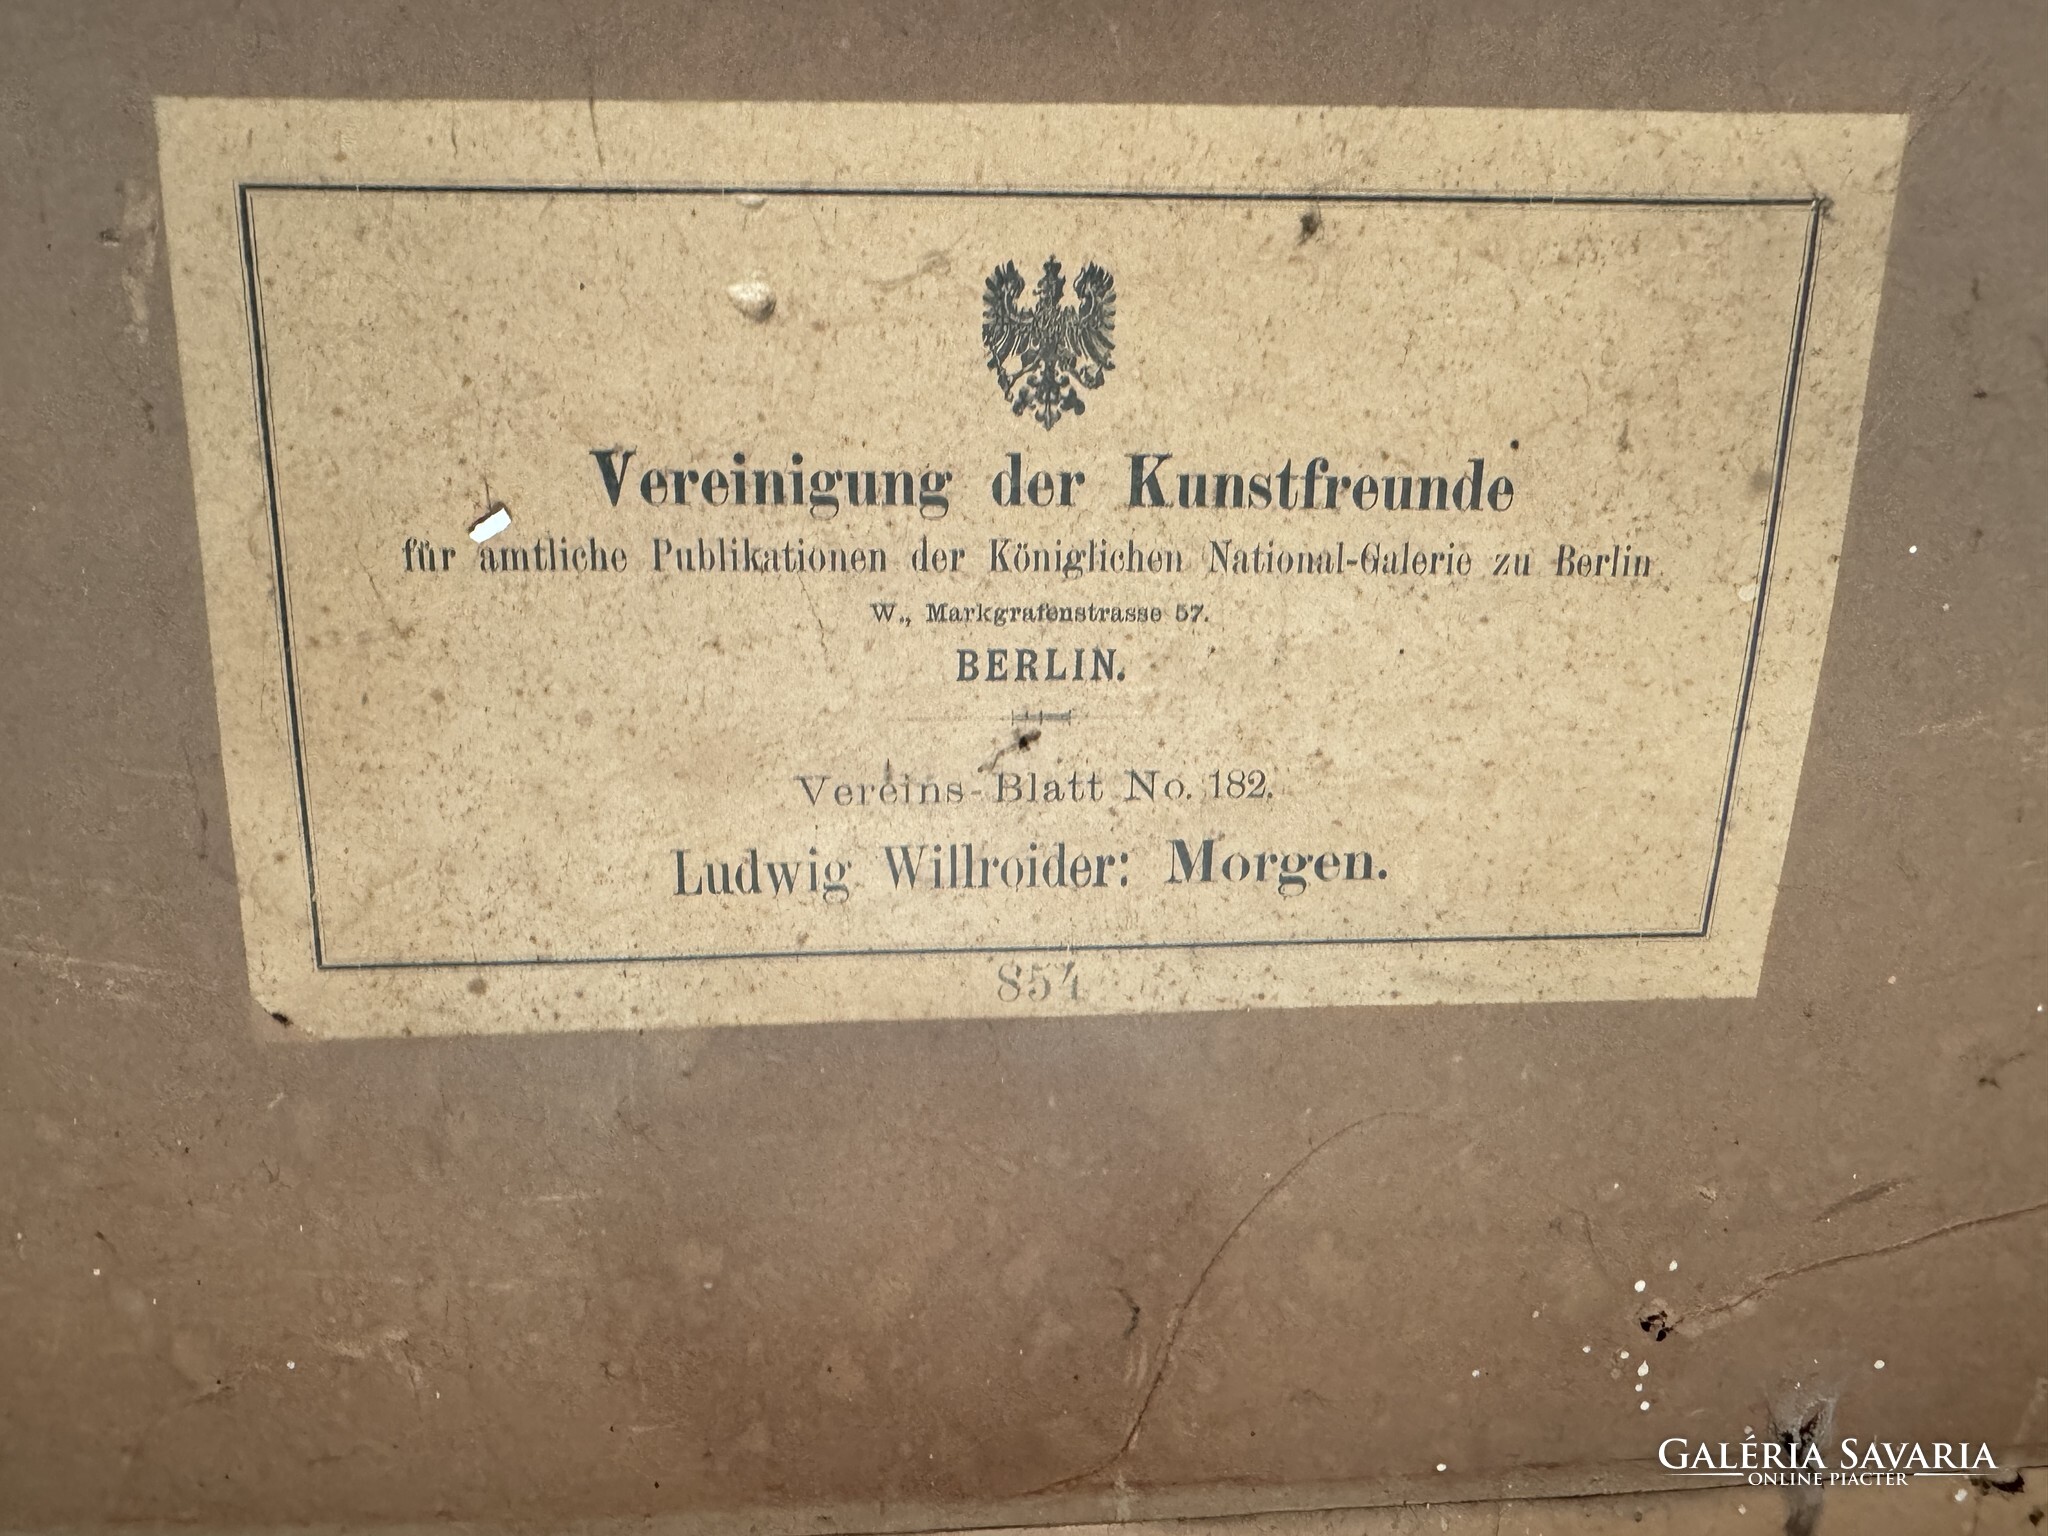 Vereinigung der Kunstfreunde
für amtliche Publikationen der Königlichen National-Galerie zu Berlin
W., Markgrafenstrasse 57.
BERLIN.
Vereins-Blatt No. 182.
Ludwig Willroider: Morgen.
854
GALÉRIA SAVARIA
ONLINE PIACTÉR